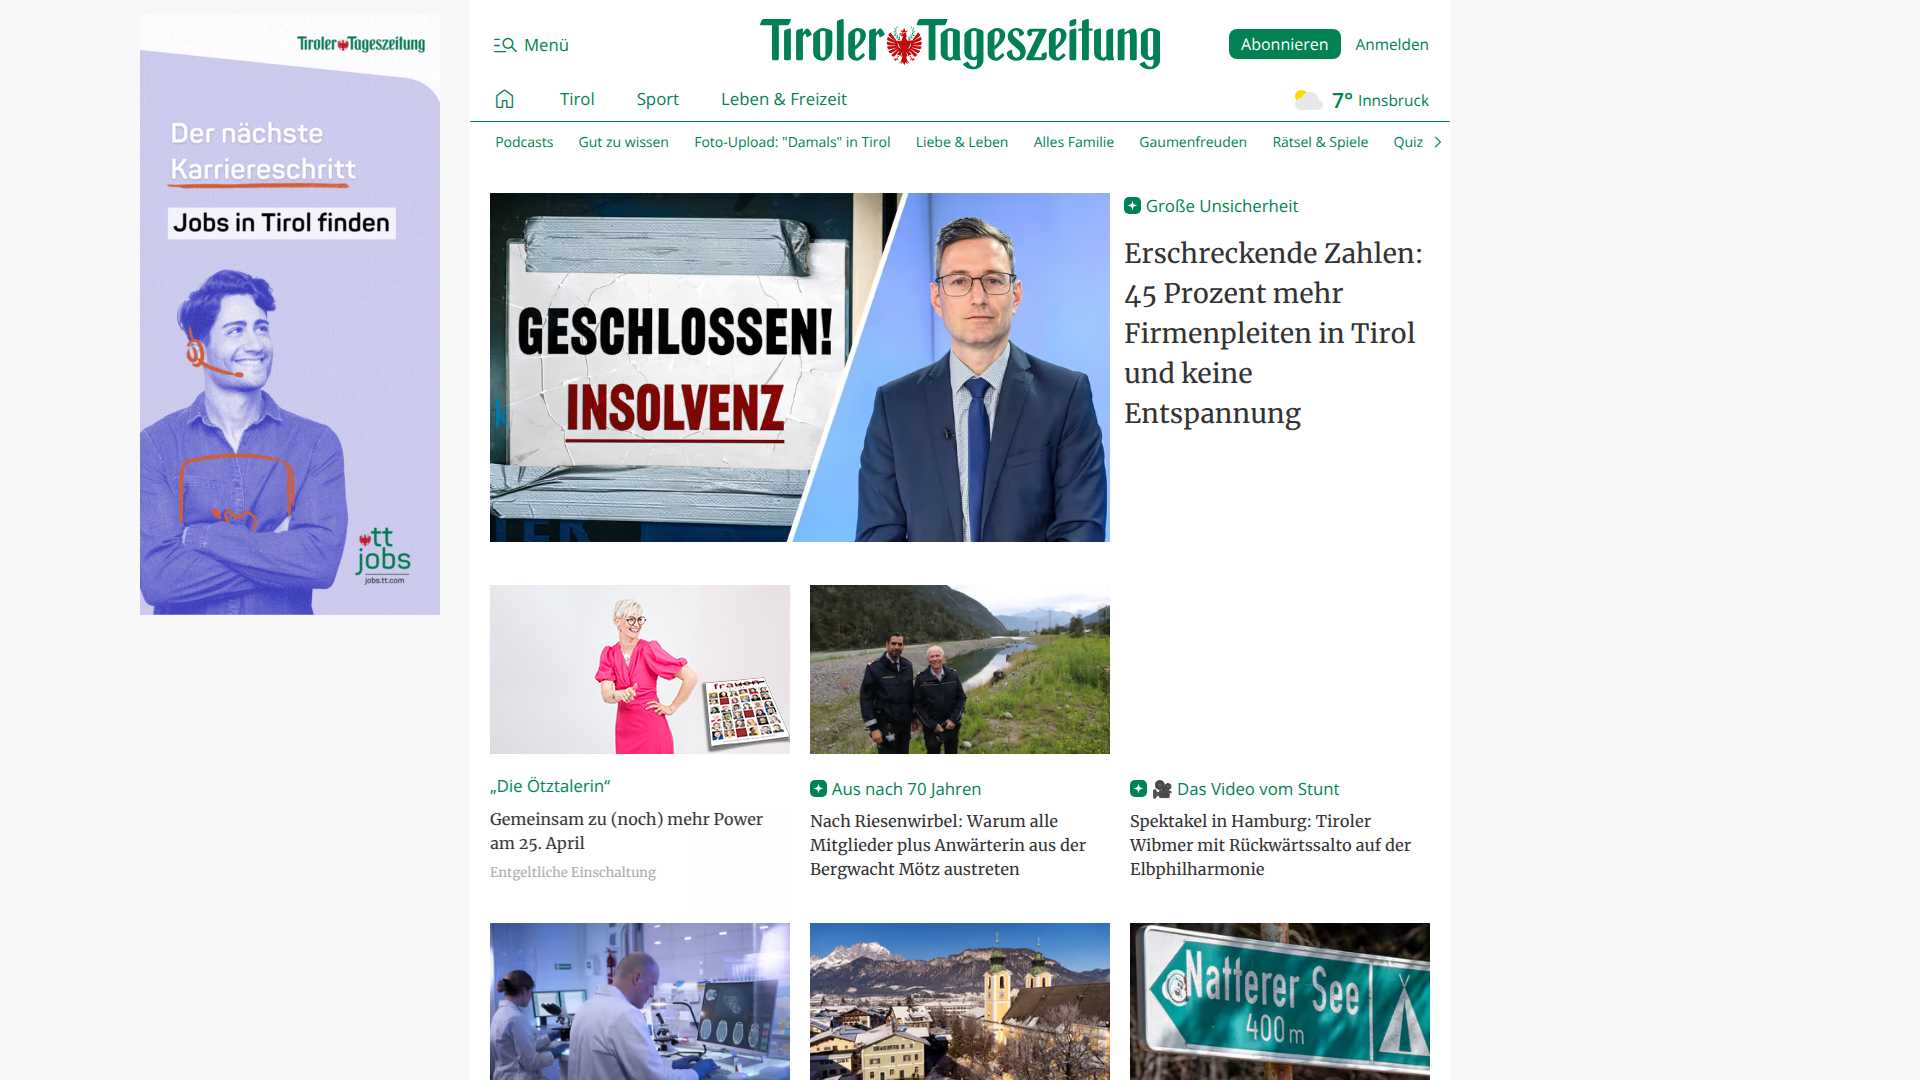 Tiroler Tageszeitung
Der nächste
Karriereschritt
Jobs in Tirol finden
tt
jobs
jobs.tt.com
Menü
Tiroler Tageszeitung
Abonnieren
Anmelden
Tirol
Sport
Leben & Freizeit
7° Innsbruck
Podcasts
Gut zu wissen
Foto-Upload: "Damals" in Tirol
Liebe & Leben
Alles Familie
Gaumenfreuden
Rätsel & Spiele
Quiz
GESCHLOSSEN!
INSOLVENZ
Große Unsicherheit
Erschreckende Zahlen:
45 Prozent mehr
Firmenpleiten in Tirol
und keine
Entspannung
„Die Ötztalerin“
Gemeinsam zu (noch) mehr Power
am 25. April
Entgeltliche Einschaltung
Aus nach 70 Jahren
Nach Riesenwirbel: Warum alle
Mitglieder plus Anwärterin aus der
Bergwacht Mötz austreten
Das Video vom Stunt
Spektakel in Hamburg: Tiroler
Wibmer mit Rückwärtssalto auf der
Elbphilharmonie
Natterer See
400 m